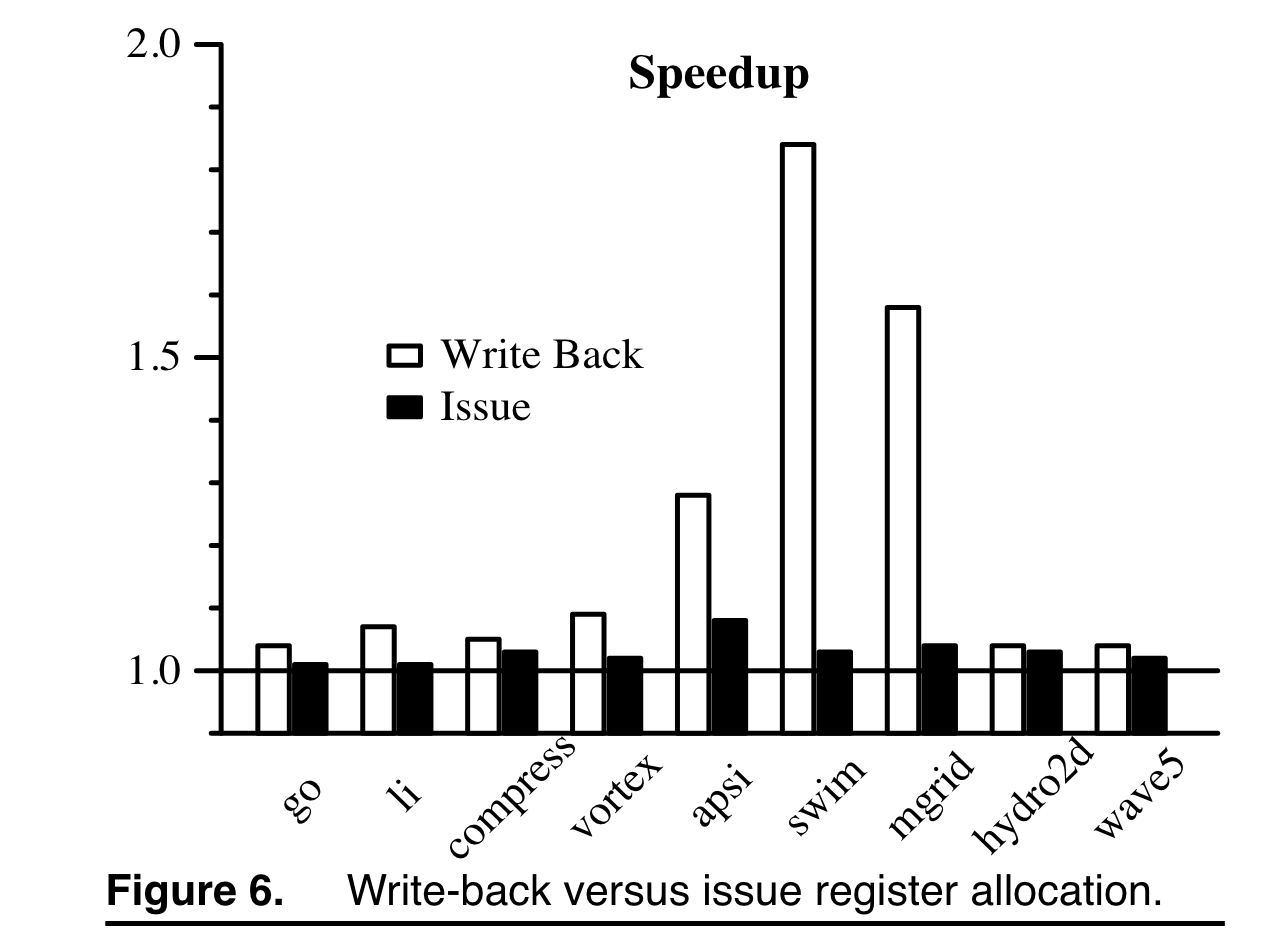 2.0
Speedup
1.5
Write Back
Issue
1.0
go
li
compress
vortex
apsi
swim
mgrid
hydro2d
wave5
Figure 6. Write-back versus issue register allocation.